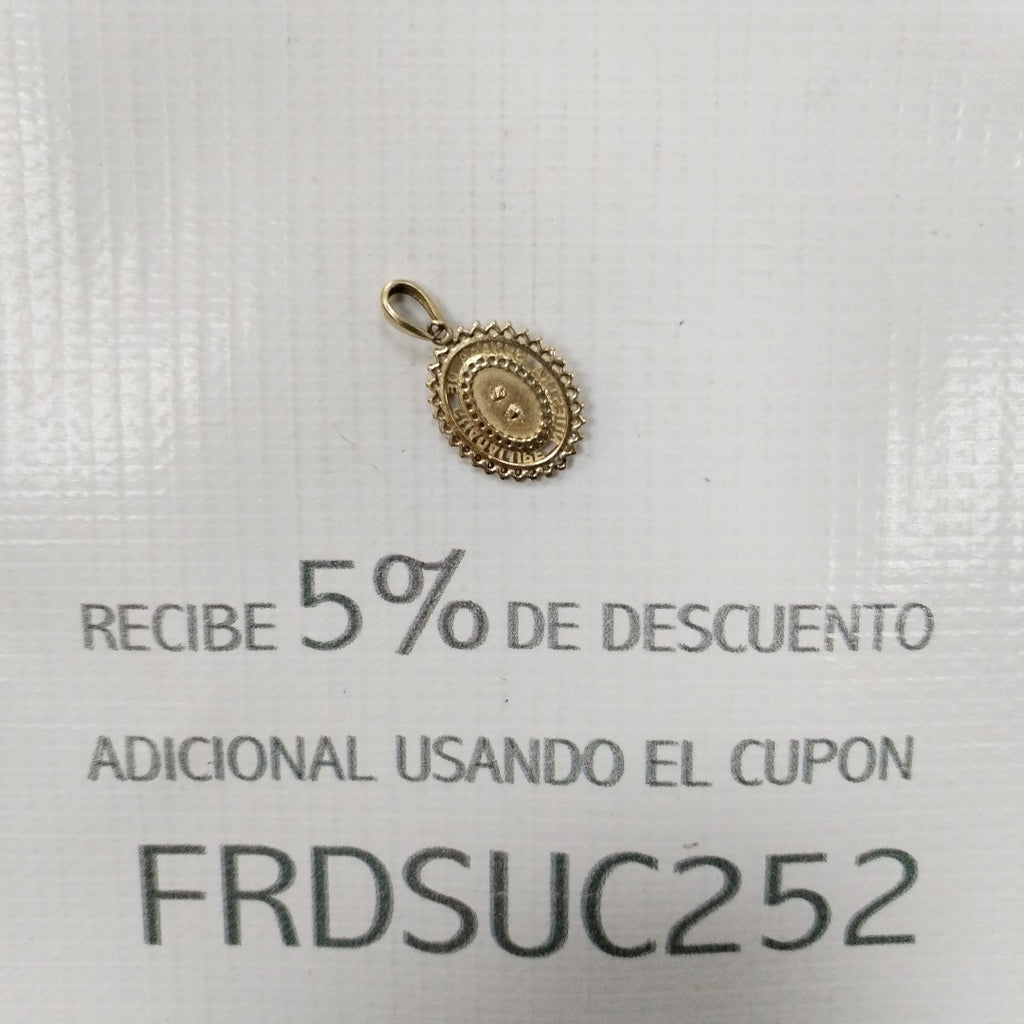 RECIBE 5% DE DESCUENTO
ADICIONAL USANDO EL CUPON
FRDSUC252